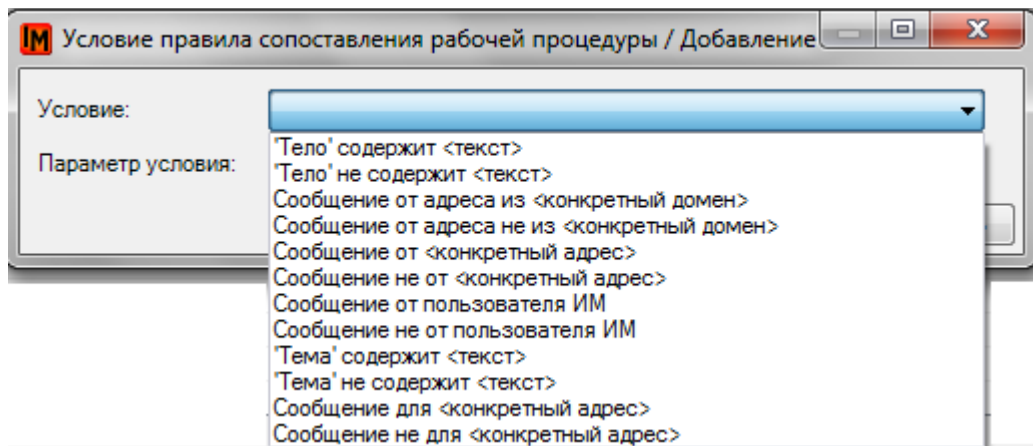 IM Условие правила сопоставления рабочей процедуры / Добавление
Условие:
Параметр условия:
'Тело' содержит <текст>
'Тело' не содержит <текст>
Сообщение от адреса из <конкретный домен>
Сообщение от адреса не из <конкретный домен>
Сообщение от <конкретный адрес>
Сообщение не от <конкретный адрес>
Сообщение от пользователя ИМ
Сообщение не от пользователя ИМ
'Тема' содержит <текст>
'Тема' не содержит <текст>
Сообщение для <конкретный адрес>
Сообщение не для <конкретный адрес>